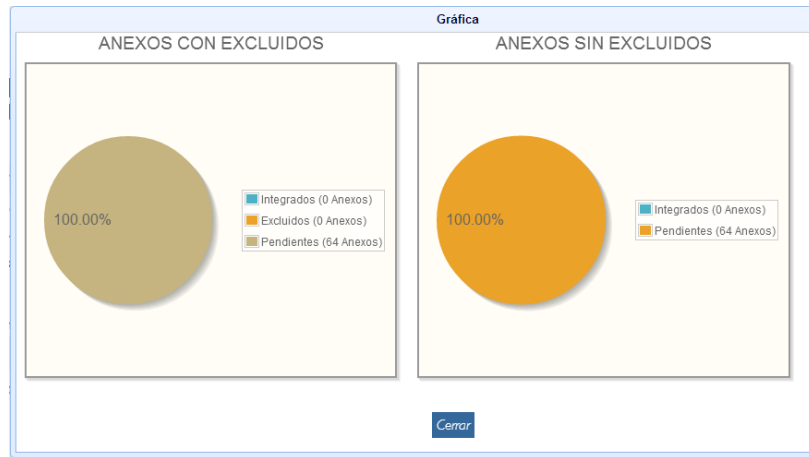 Gráfica
ANEXOS CON EXCLUIDOS
100.00%
Integrados (0 Anexos)
Excluidos (0 Anexos)
Pendientes (64 Anexos)
ANEXOS SIN EXCLUIDOS
100.00%
Integrados (0 Anexos)
Pendientes (64 Anexos)
Cerrar